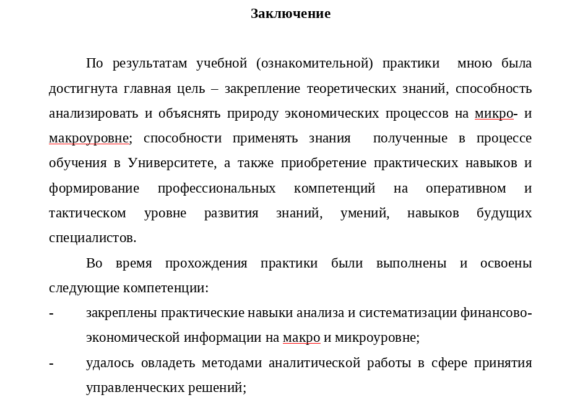 Заключение
По результатам учебной (ознакомительной) практики мною была
достигнута главная цель – закрепление теоретических знаний, способность
анализировать и объяснять природу экономических процессов на микро- и
макроуровне; способности применять знания полученные в процессе
обучения в Университете, а также приобретение практических навыков и
формирование профессиональных компетенций на оперативном и
тактическом уровне развития знаний, умений, навыков будущих
специалистов.
Во время прохождения практики были выполнены и освоены
следующие компетенции:
- закреплены практические навыки анализа и систематизации финансово-
экономической информации на макро и микроуровне;
- удалось овладеть методами аналитической работы в сфере принятия
управленческих решений;